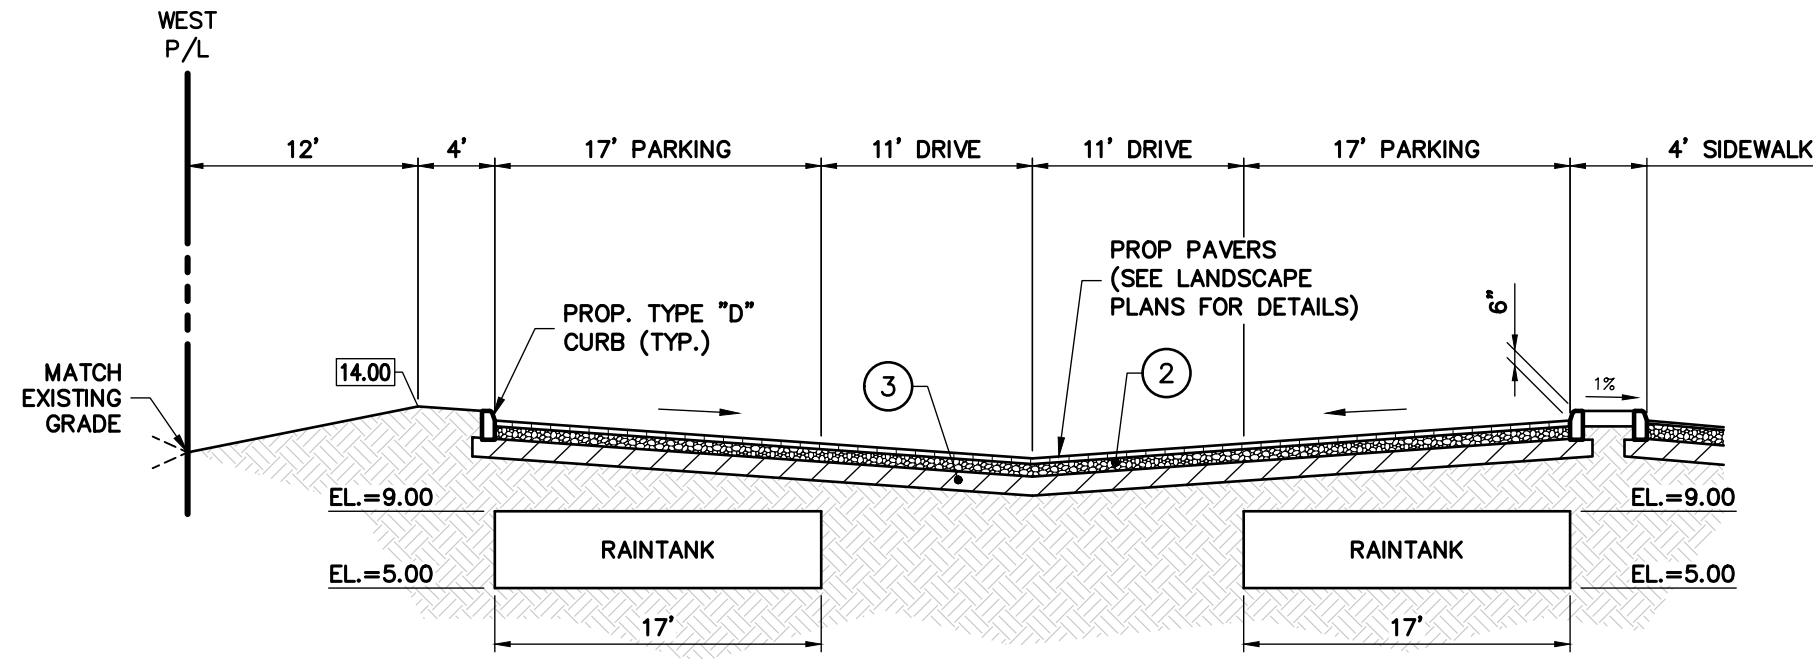 WEST
P/L
12'
4'
17' PARKING
11' DRIVE
11' DRIVE
17' PARKING
4' SIDEWALK
PROP PAVERS
(SEE LANDSCAPE
PLANS FOR DETAILS)
PROP. TYPE "D"
CURB (TYP.)
6"
MATCH
EXISTING
GRADE
14.00
3
2
1%
EL.=9.00
EL.=9.00
RAINTANK
RAINTANK
EL.=5.00
EL.=5.00
17'
17'